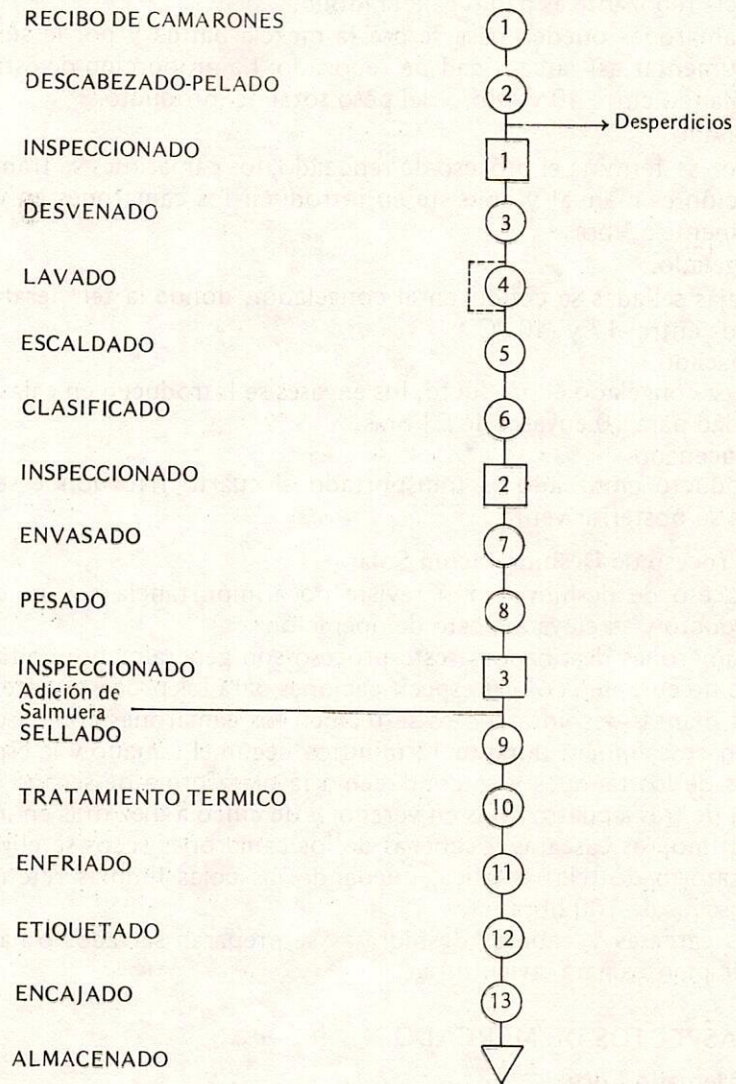 RECIBO DE CAMARONES
1
DESCABEZADO-PELADO
2
Desperdicios
INSPECCIONADO
1
DESVENADO
3
LAVADO
4
ESCALDADO
5
CLASIFICADO
6
INSPECCIONADO
2
ENVASADO
7
PESADO
8
INSPECCIONADO
3
Adición de
Salmuera
SELLADO
9
TRATAMIENTO TERMICO
10
ENFRIADO
11
ETIQUETADO
12
ENCAJADO
13
ALMACENADO